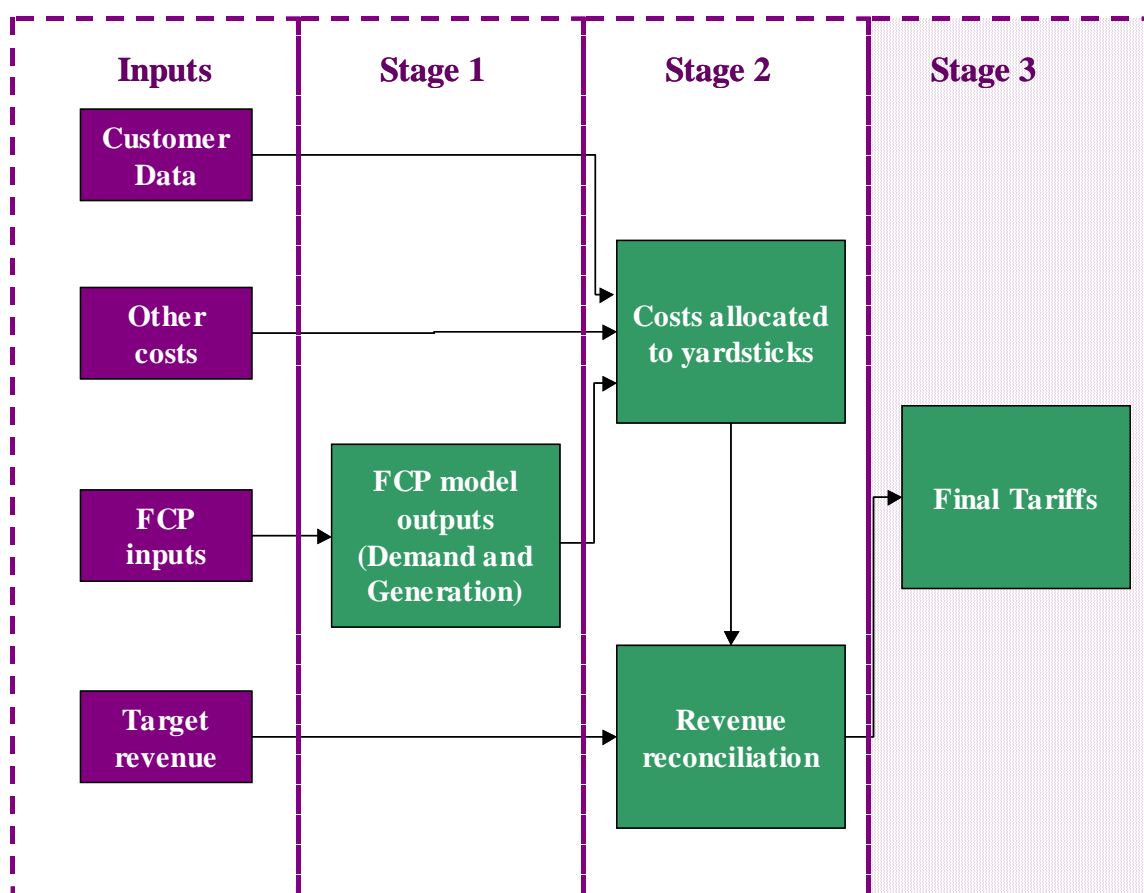 Inputs
Stage 1
Stage 2
Stage 3
Customer
Data
Other
costs
Costs allocated
to yardsticks
FCP
inputs
FCP model
outputs
(Demand and
Generation)
Final Tariffs
Target
revenue
Revenue
reconciliation